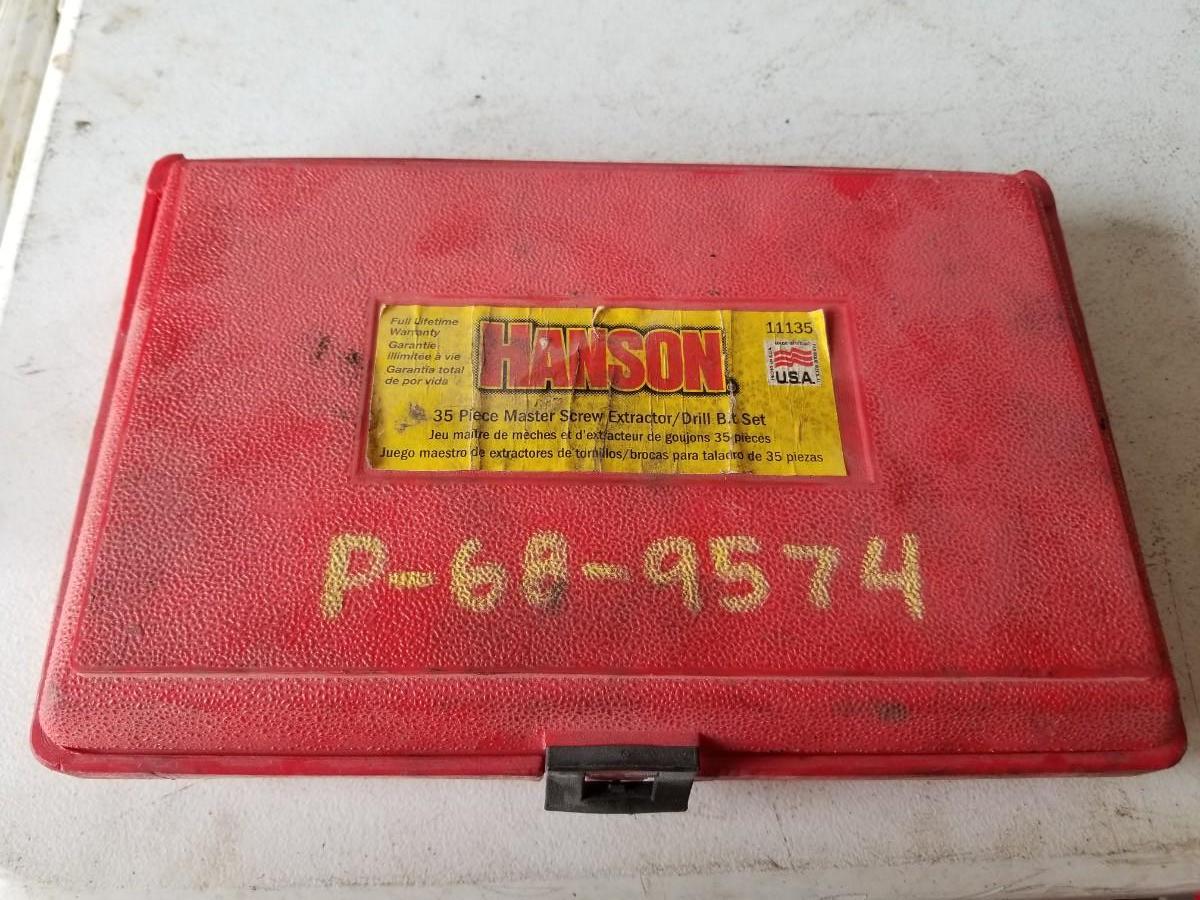 Full Lifetime
Warranty
Garantie
illimitée à vie
Garantia total
de por vida
HANSON
11135
U.S.A.
35 Piece Master Screw Extractor/Drill Bit Set
Jeu maître de mèches et d'extracteur de goujons 35 pièces
Juego maestro de extractores de tornillos/brocas para taladro de 35 piezas
P-68-9574